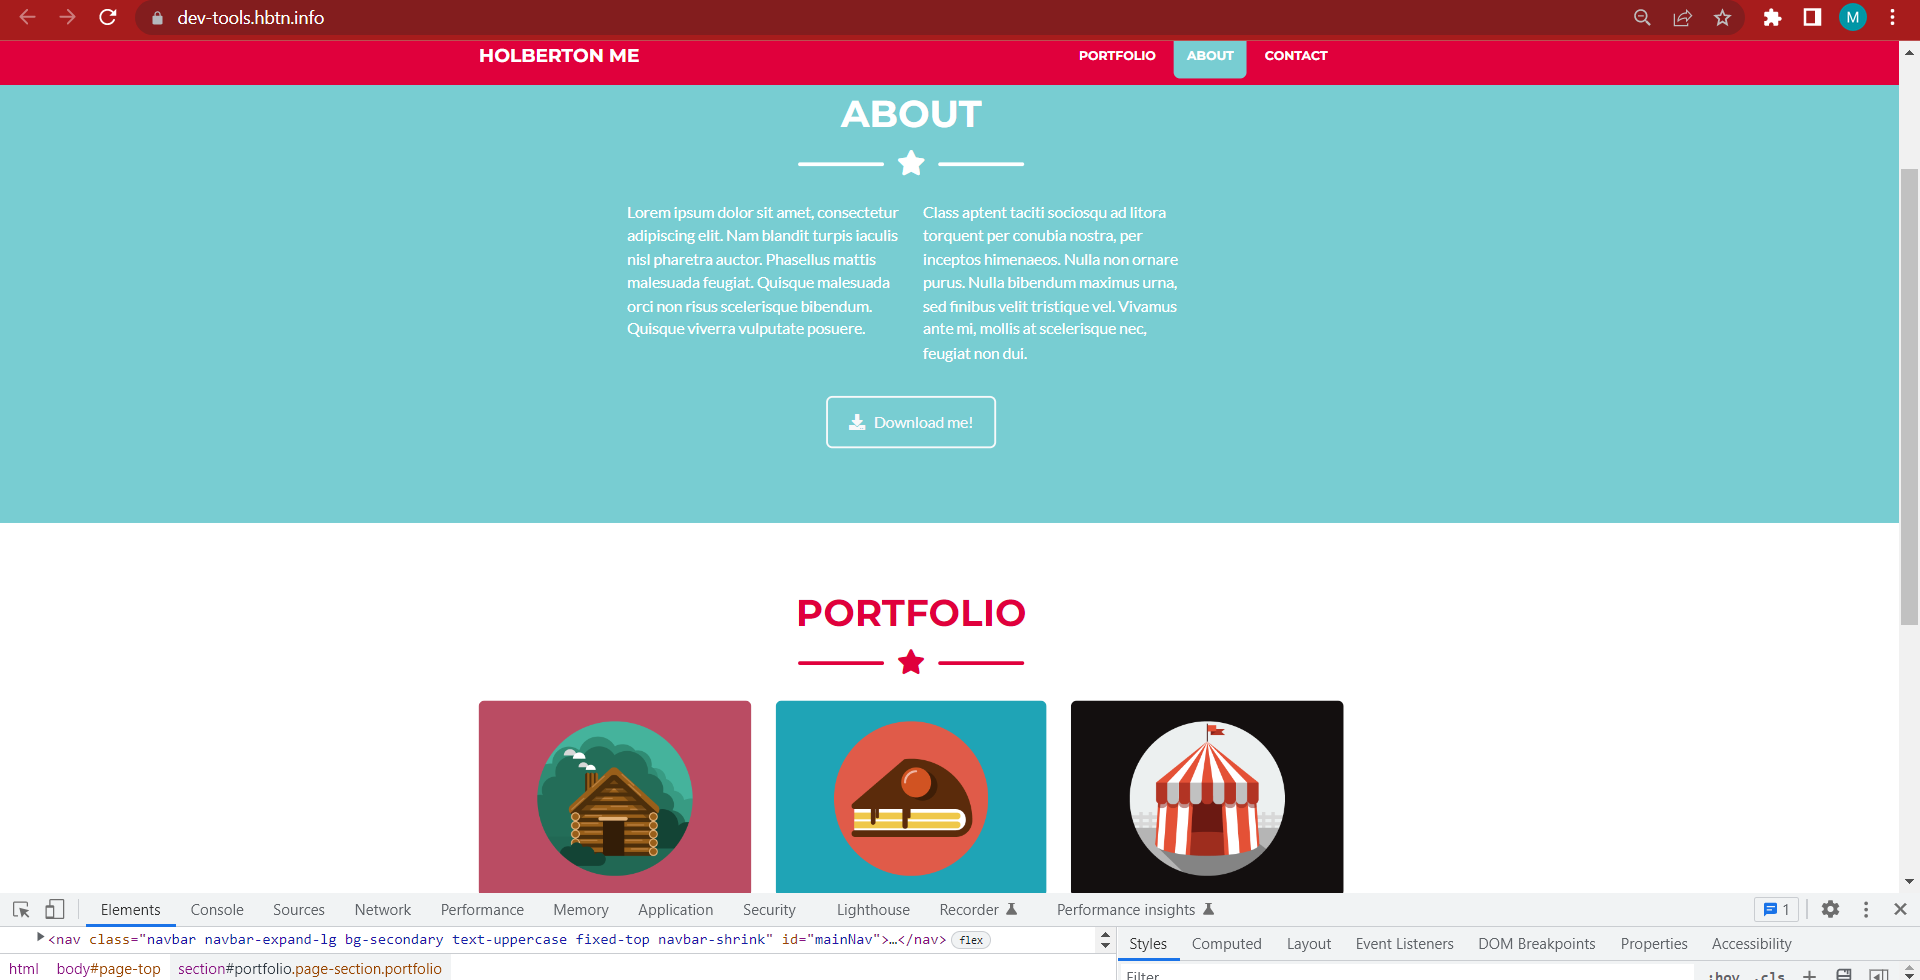 dev-tools.hbtn.info
M
HOLBERTON ME
PORTFOLIO ABOUT CONTACT
ABOUT
Lorem ipsum dolor sit amet, consectetur
adipiscing elit. Nam blandit turpis iaculis
nisl pharetra auctor. Phasellus mattis
malesuada feugiat. Quisque malesuada
orci non risus scelerisque bibendum.
Quisque viverra vulputate posuere.
Class aptent taciti sociosqu ad litora
torquent per conubia nostra, per
inceptos himenaeos. Nulla non ornare
purus. Nulla bibendum maximus urna,
sed finibus velit tristique vel. Vivamus
ante mi, mollis at scelerisque nec,
feugiat non dui.
Download me!
PORTFOLIO
Elements Console Sources Network Performance Memory Application Security Lighthouse Recorder Performance insights 1
<nav class="navbar navbar-expand-lg bg-secondary text-uppercase fixed-top navbar-shrink" id="mainNav">…</nav> flex
html body#page-top section#portfolio.page-section.portfolio
Styles Computed Layout Event Listeners DOM Breakpoints Properties Accessibility
Filter :hov .cls